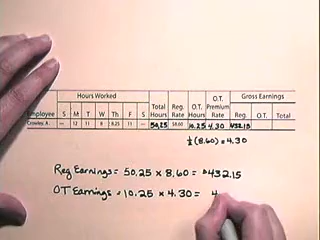 Hours Worked Gross Earnings
Employee S M T W Th F S Total Hours Reg. Rate O.T. Hours O.T. Premium Rate Reg. O.T. Total
Crowley, A. — 12 11 8 8.25 11 — 50.25 $8.60 10.25 4.30 432.15
½(8.60) = 4.30
Reg Earnings = 50.25 × 8.60 = $432.15
OT Earnings = 10.25 × 4.30 = 4